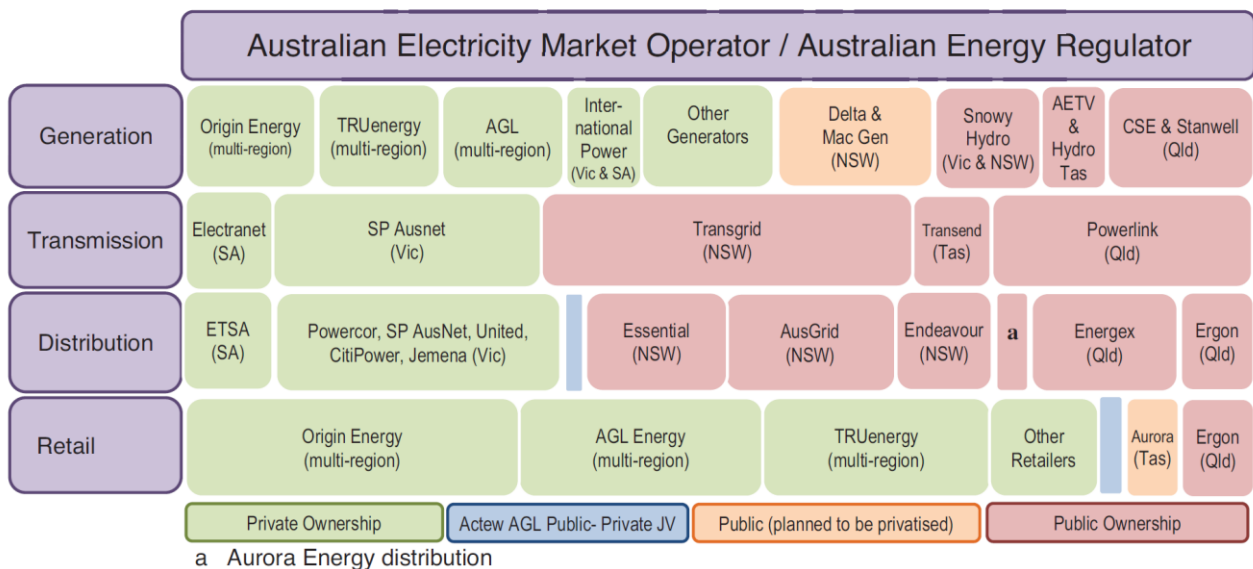 Australian Electricity Market Operator / Australian Energy Regulator
Generation
Origin Energy
(multi-region)
TRUenergy
(multi-region)
AGL
(multi-region)
Inter-
national
Power
(Vic & SA)
Other
Generators
Delta &
Mac Gen
(NSW)
Snowy
Hydro
(Vic & NSW)
AETV
&
Hydro
Tas
CSE & Stanwell
(Qld)
Transmission
Electranet
(SA)
SP Ausnet
(Vic)
Transgrid
(NSW)
Transend
(Tas)
Powerlink
(Qld)
Distribution
ETSA
(SA)
Powercor, SP AusNet, United,
CitiPower, Jemena (Vic)
Essential
(NSW)
AusGrid
(NSW)
Endeavour
(NSW)
a
Energex
(Qld)
Ergon
(Qld)
Retail
Origin Energy
(multi-region)
AGL Energy
(multi-region)
TRUenergy
(multi-region)
Other
Retailers
Aurora
(Tas)
Ergon
(Qld)
Private Ownership
Actew AGL Public- Private JV
Public (planned to be privatised)
Public Ownership
a Aurora Energy distribution